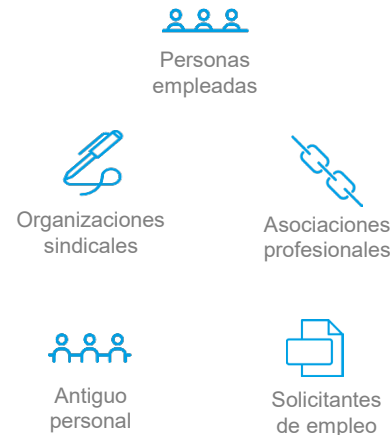 Personas
empleadas
Organizaciones
sindicales
Asociaciones
profesionales
Antiguo
personal
Solicitantes
de empleo